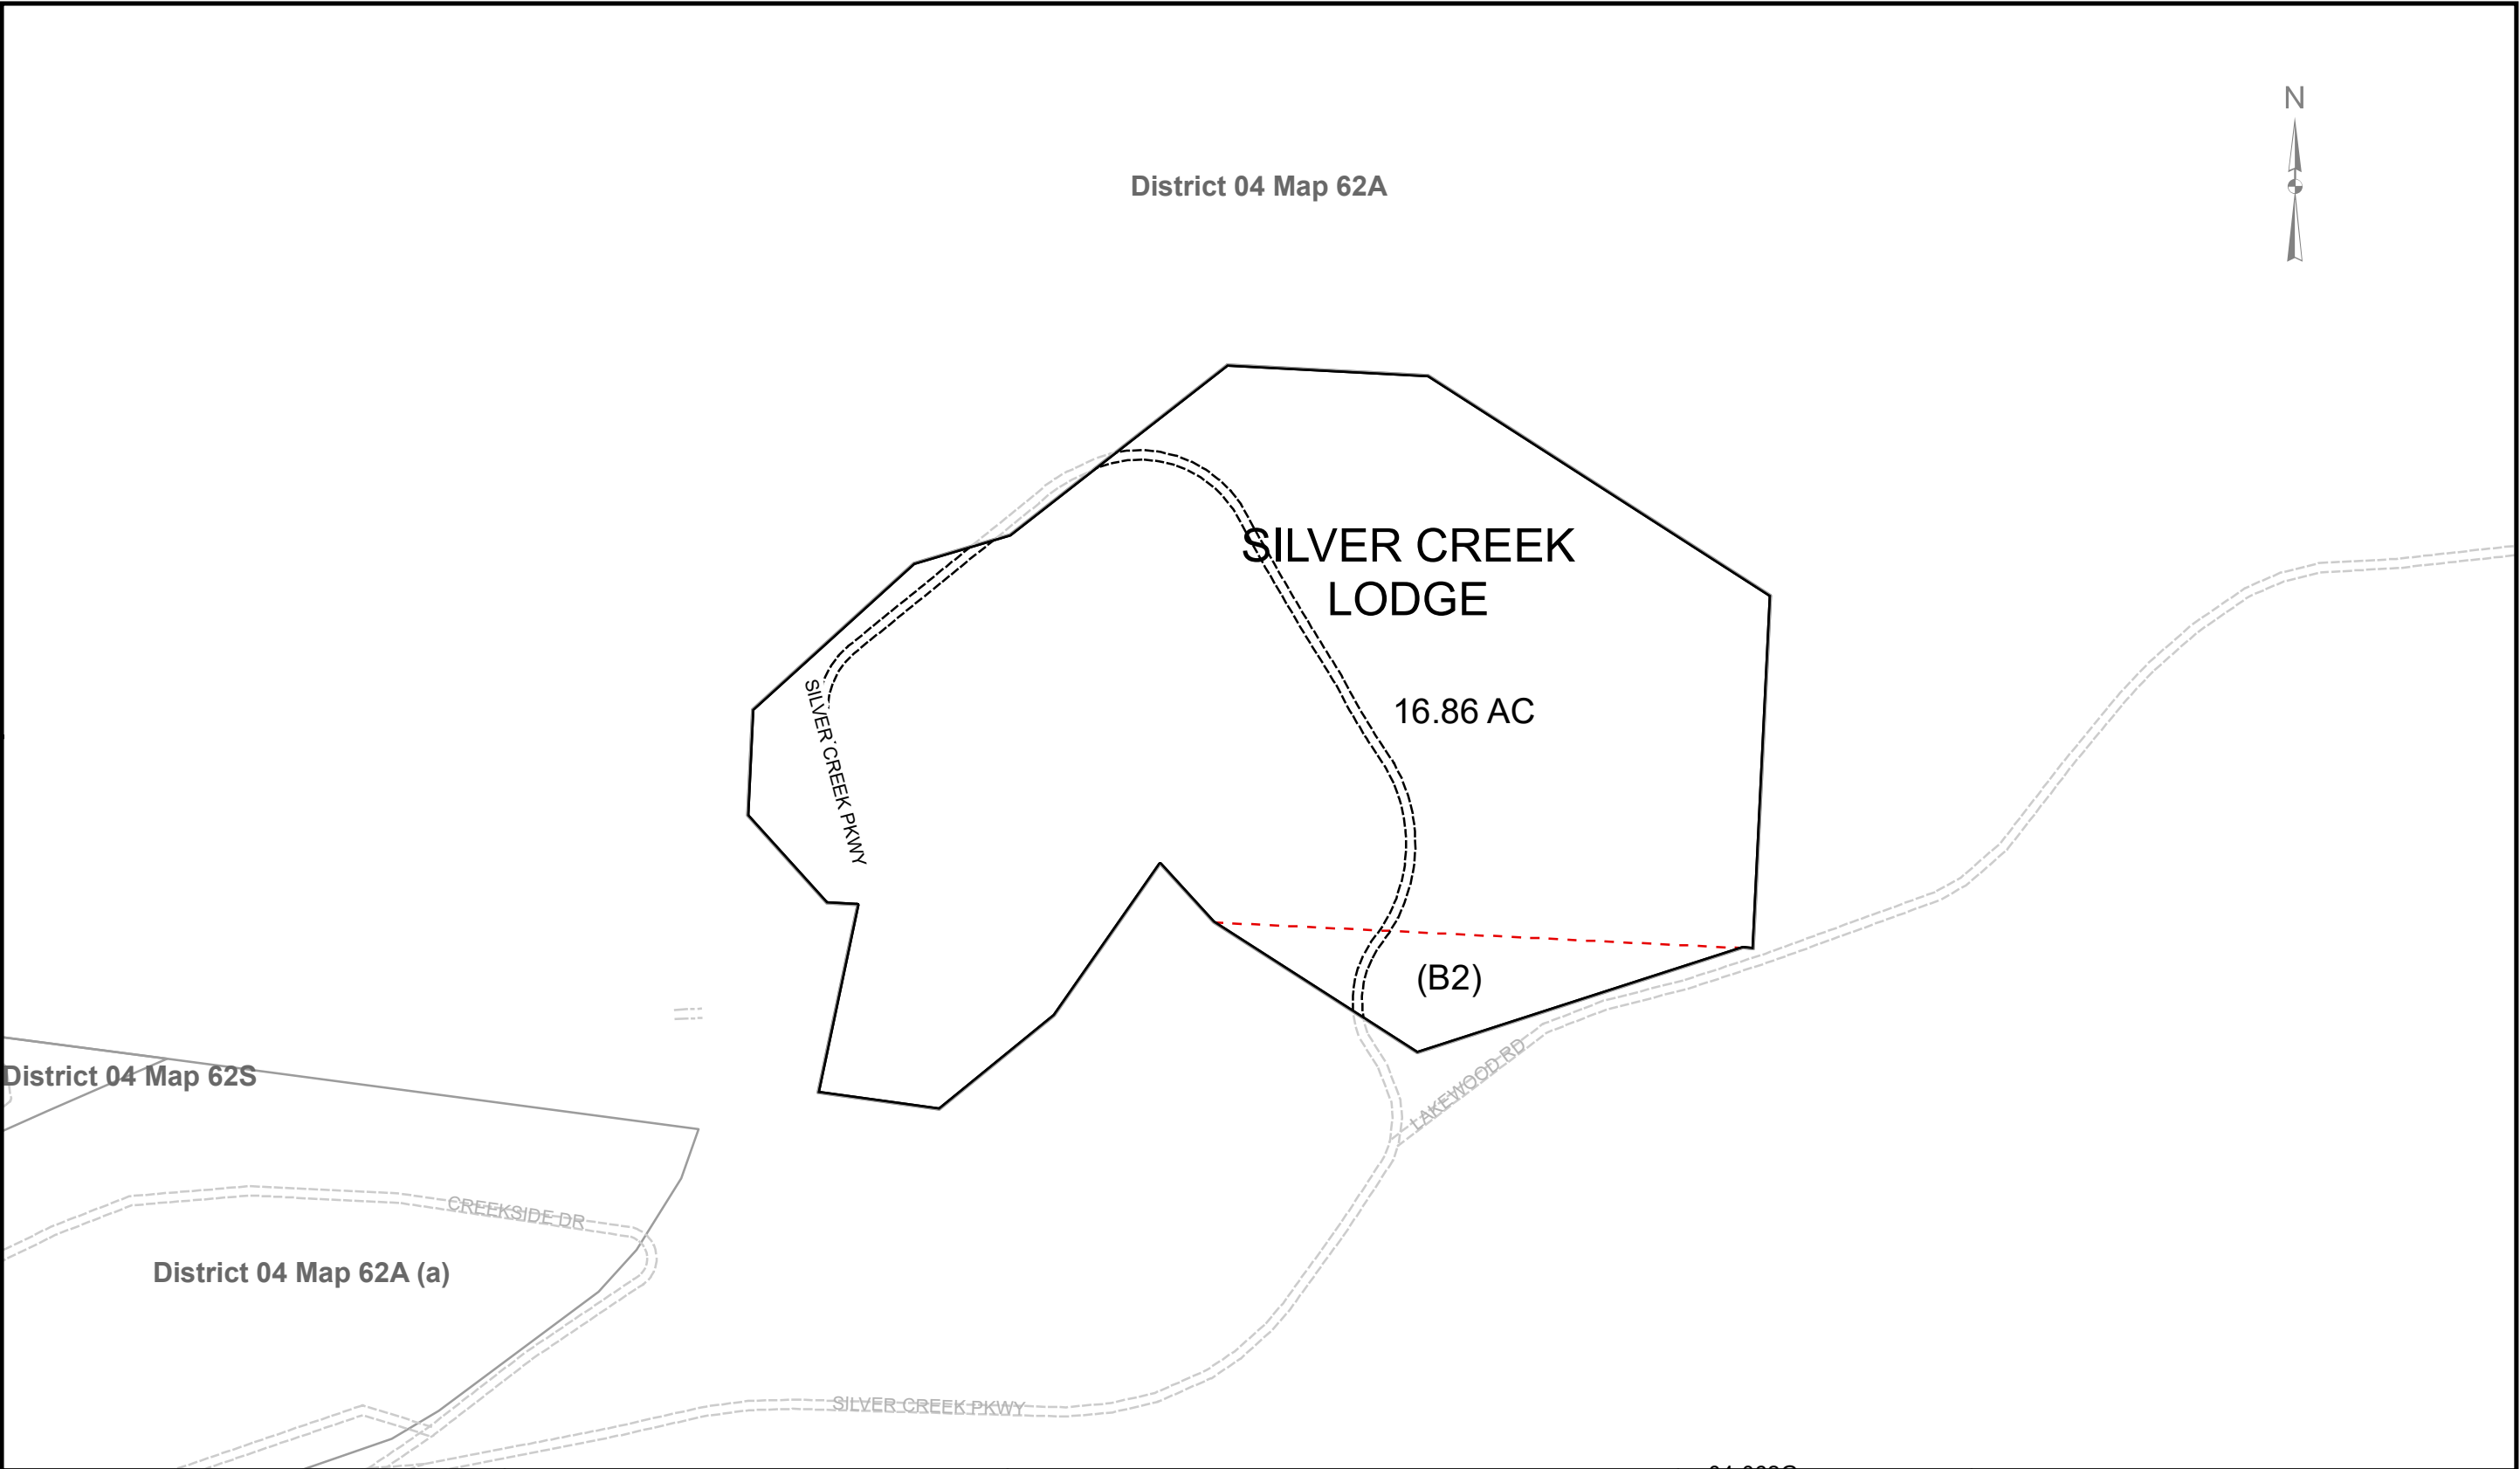 N
District 04 Map 62A
SILVER CREEK
LODGE
16.86 AC
SILVER CREEK PKWY
(B2)
LAKEWOOD RD
District 04 Map 62S
CREEKSIDE DR
District 04 Map 62A (a)
SILVER CREEK PKWY